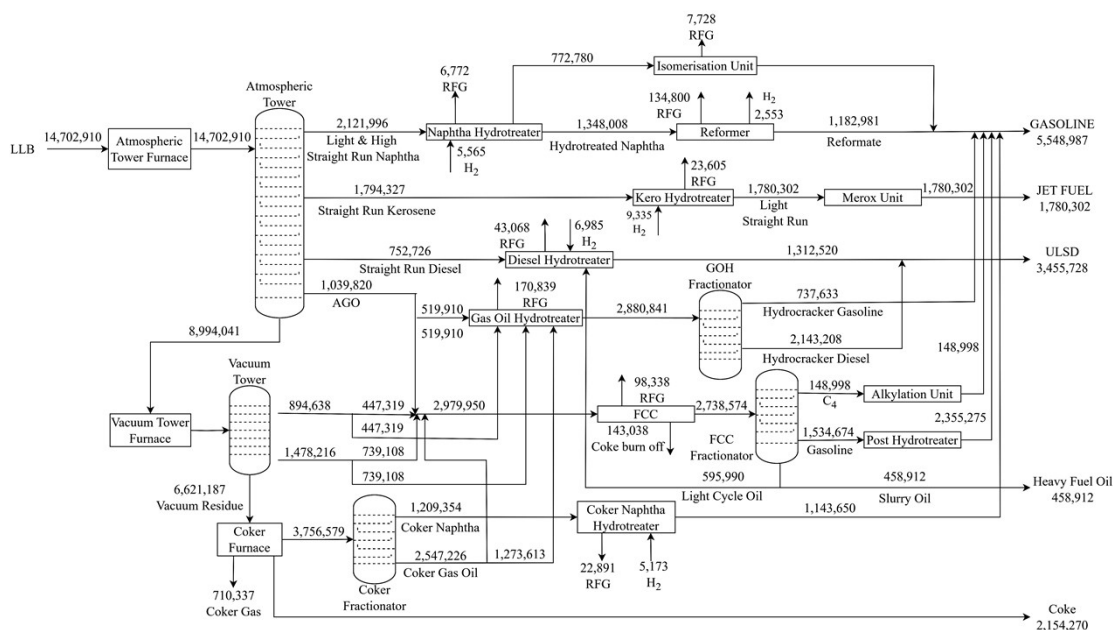 7,728
RFG
772,780
Isomerisation Unit
6,772
RFG
134,800
RFG
H2
2,553
Atmospheric
Tower
14,702,910
LLB
Atmospheric
Tower Furnace
14,702,910
2,121,996
Light & High
Straight Run Naphtha
Naphtha Hydrotreater
5,565
H2
1,348,008
Hydrotreated Naphtha
Reformer
1,182,981
Reformate
GASOLINE
5,548,987
23,605
RFG
1,794,327
Straight Run Kerosene
Kero Hydrotreater
9,335
H2
1,780,302
Light
Straight Run
Merox Unit
1,780,302
JET FUEL
1,780,302
43,068
RFG
6,985
H2
752,726
Straight Run Diesel
Diesel Hydrotreater
1,312,520
ULSD
3,455,728
GOH
Fractionator
1,039,820
AGO
170,839
RFG
519,910
519,910
Gas Oil Hydrotreater
2,880,841
737,633
Hydrocracker Gasoline
2,143,208
Hydrocracker Diesel
148,998
8,994,041
Vacuum
Tower
Vacuum Tower
Furnace
894,638
447,319
447,319
2,979,950
98,338
RFG
FCC
143,038
Coke burn off
2,738,574
FCC
Fractionator
148,998
C4
Alkylation Unit
2,355,275
1,534,674
Gasoline
Post Hydrotreater
1,478,216
739,108
739,108
595,990
Light Cycle Oil
458,912
Slurry Oil
Heavy Fuel Oil
458,912
6,621,187
Vacuum Residue
Coker
Furnace
3,756,579
1,209,354
Coker Naphtha
2,547,226
Coker Gas Oil
1,273,613
Coker
Fractionator
Coker Naphtha
Hydrotreater
1,143,650
22,891
RFG
5,173
H2
710,337
Coker Gas
Coke
2,154,270